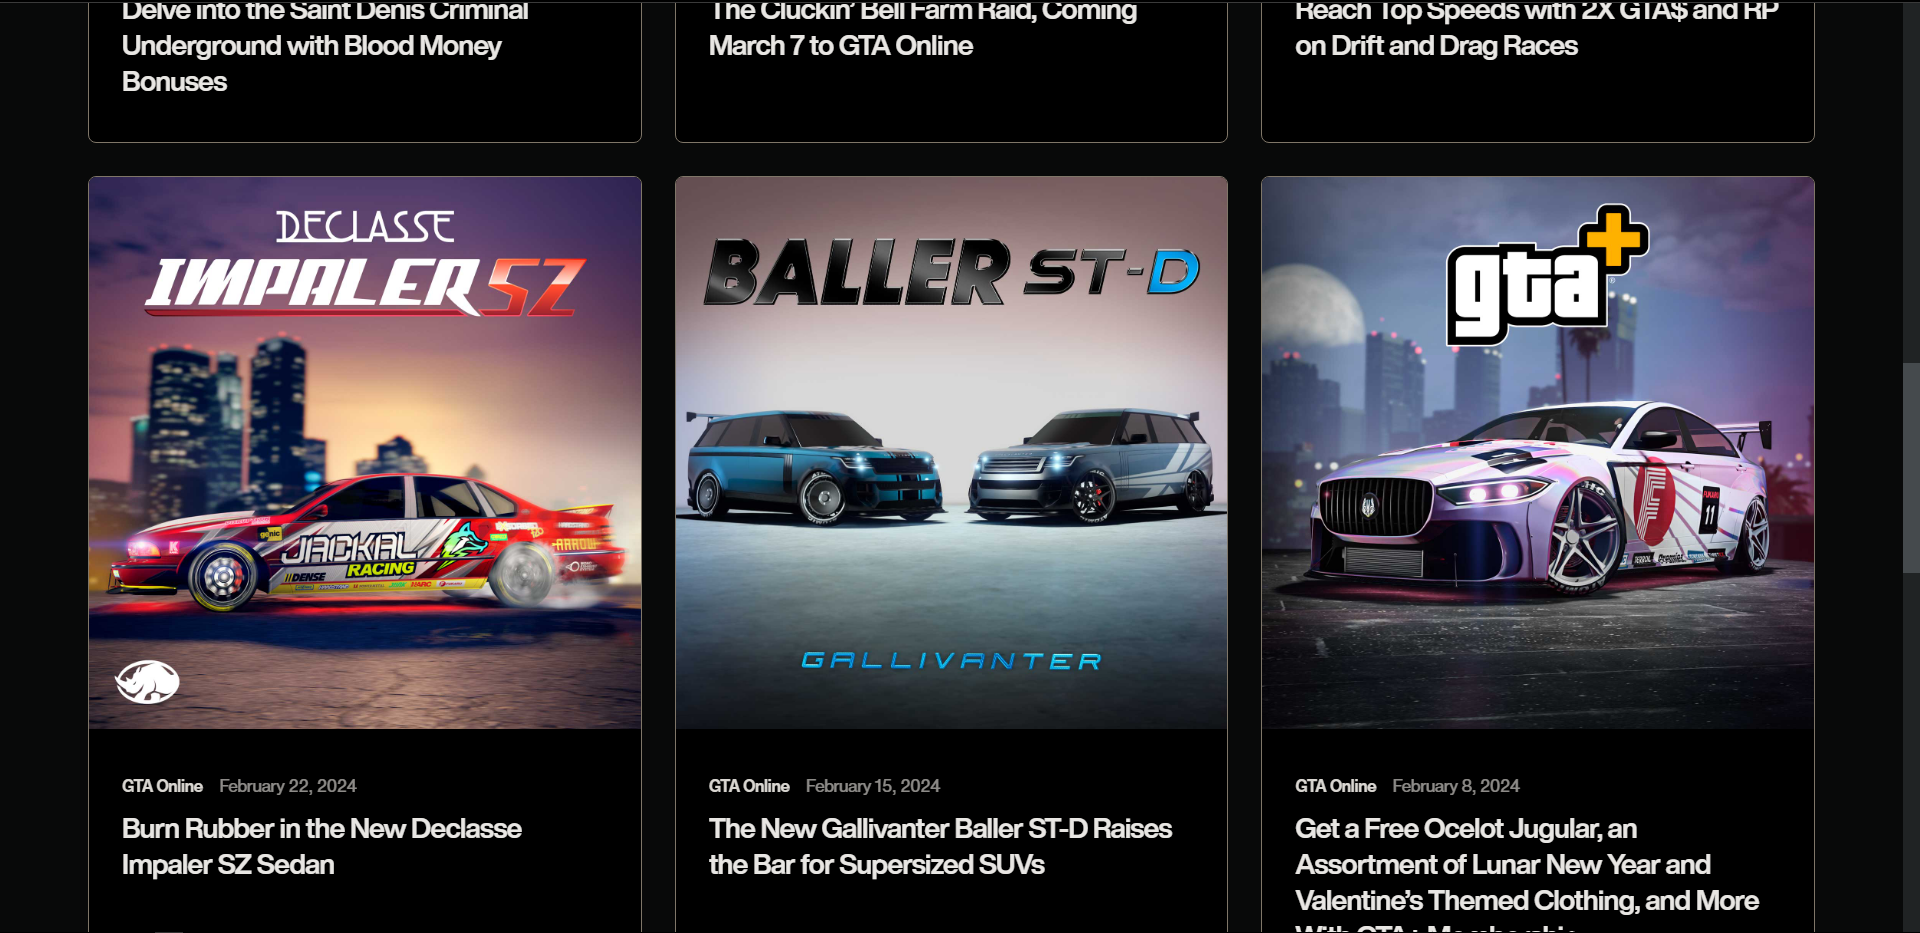 Delve into the Saint Denis Criminal
Underground with Blood Money
Bonuses
The Cluckin' Bell Farm Raid, Coming
March 7 to GTA Online
Reach Top Speeds with 2X GTA$ and RP
on Drift and Drag Races
DECLASSE
IMPALER SZ
JACKAL
RACING
DENSE
GTA Online February 22, 2024
Burn Rubber in the New Declasse
Impaler SZ Sedan
BALLER ST-D
GALLIVANTER
GTA Online February 15, 2024
The New Gallivanter Baller ST-D Raises
the Bar for Supersized SUVs
gta+
F
11
GTA Online February 8, 2024
Get a Free Ocelot Jugular, an
Assortment of Lunar New Year and
Valentine's Themed Clothing, and More
With GTA+ Membership